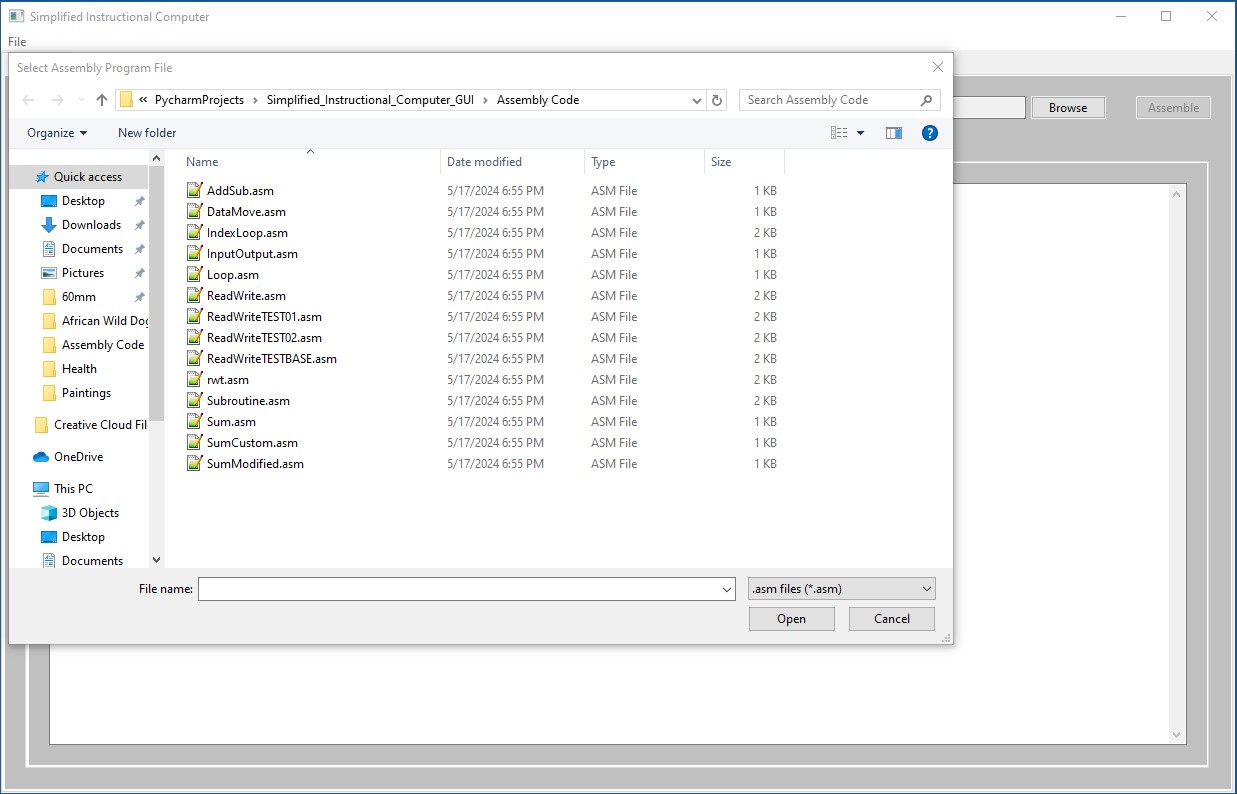 Simplified Instructional Computer
File
Select Assembly Program File
« PycharmProjects > Simplified_Instructional_Computer_GUI > Assembly Code
Search Assembly Code
Browse
Assemble
Organize
New folder
?
Name Date modified Type Size
Quick access
Desktop
Downloads
Documents
Pictures
60mm
African Wild Dog
Assembly Code
Health
Paintings
Creative Cloud Fil
OneDrive
This PC
3D Objects
Desktop
Documents
AddSub.asm 5/17/2024 6:55 PM ASM File 1 KB
DataMove.asm 5/17/2024 6:55 PM ASM File 1 KB
IndexLoop.asm 5/17/2024 6:55 PM ASM File 2 KB
InputOutput.asm 5/17/2024 6:55 PM ASM File 1 KB
Loop.asm 5/17/2024 6:55 PM ASM File 1 KB
ReadWrite.asm 5/17/2024 6:55 PM ASM File 2 KB
ReadWriteTEST01.asm 5/17/2024 6:55 PM ASM File 2 KB
ReadWriteTEST02.asm 5/17/2024 6:55 PM ASM File 2 KB
ReadWriteTESTBASE.asm 5/17/2024 6:55 PM ASM File 2 KB
rwt.asm 5/17/2024 6:55 PM ASM File 2 KB
Subroutine.asm 5/17/2024 6:55 PM ASM File 2 KB
Sum.asm 5/17/2024 6:55 PM ASM File 1 KB
SumCustom.asm 5/17/2024 6:55 PM ASM File 1 KB
SumModified.asm 5/17/2024 6:55 PM ASM File 1 KB
File name:
.asm files (*.asm)
Open
Cancel